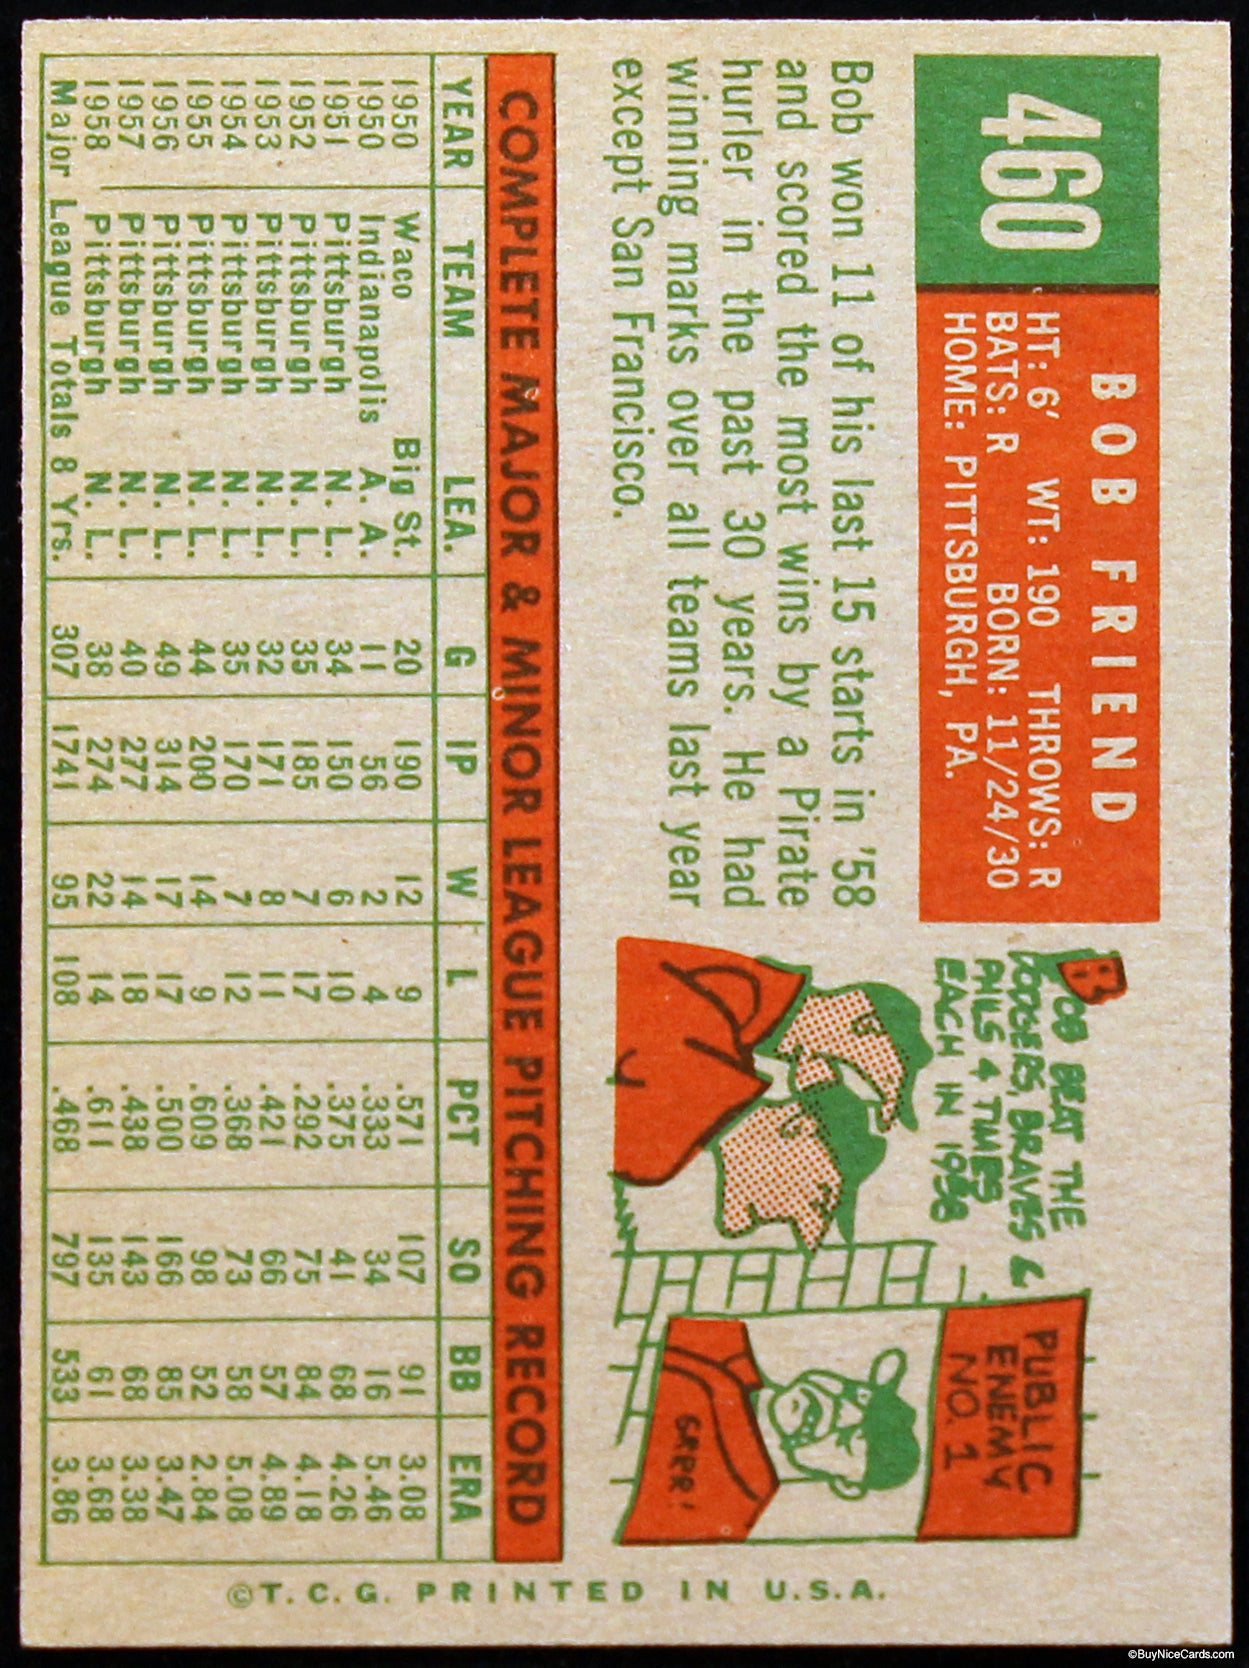 460
BOB FRIEND
HT: 6' WT: 190 THROWS: R
BATS: R BORN: 11/24/30
HOME: PITTSBURGH, PA.
Bob won 11 of his last 15 starts in '58
and scored the most wins by a Pirate
hurler in the past 30 years. He had
winning marks over all teams last year
except San Francisco.
BOB BEAT THE
DODGERS, BRAVES &
PHILS 4 TIMES
EACH IN 1958
PUBLIC
ENEMY
NO. 1
GRRR!
COMPLETE MAJOR & MINOR LEAGUE PITCHING RECORD
YEAR TEAM LEA. G IP W L PCT SO BB ERA
1950 Waco Big St. 20 190 12 9 .571 107 91 3.08
1950 Indianapolis A. A. 11 56 2 4 .333 34 16 5.46
1951 Pittsburgh N. L. 34 150 6 10 .375 41 68 4.26
1952 Pittsburgh N. L. 35 185 7 17 .292 75 84 4.18
1953 Pittsburgh N. L. 32 171 8 11 .421 66 57 4.89
1954 Pittsburgh N. L. 35 170 7 12 .368 73 58 5.08
1955 Pittsburgh N. L. 44 200 14 9 .609 98 52 2.84
1956 Pittsburgh N. L. 49 314 17 17 .500 166 85 3.47
1957 Pittsburgh N. L. 40 277 14 18 .438 143 68 3.38
1958 Pittsburgh N. L. 38 274 22 14 .611 135 61 3.68
Major League Totals 8 Yrs. 307 1741 95 108 .468 797 533 3.86
©T. C. G. PRINTED IN U.S.A.
©BuyNiceCards.com